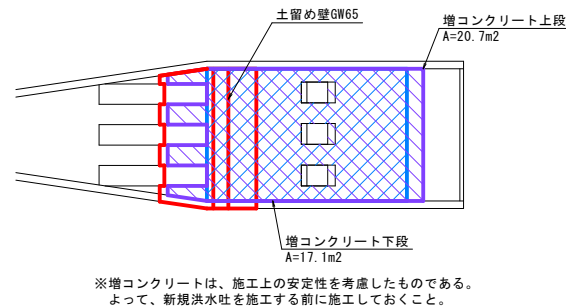 土留め壁GW65
増コンクリート上段
A=20.7m2
増コンクリート下段
A=17.1m2
※増コンクリートは、施工上の安定性を考慮したものである。
よって、新規洪水吐を施工する前に施工しておくこと。